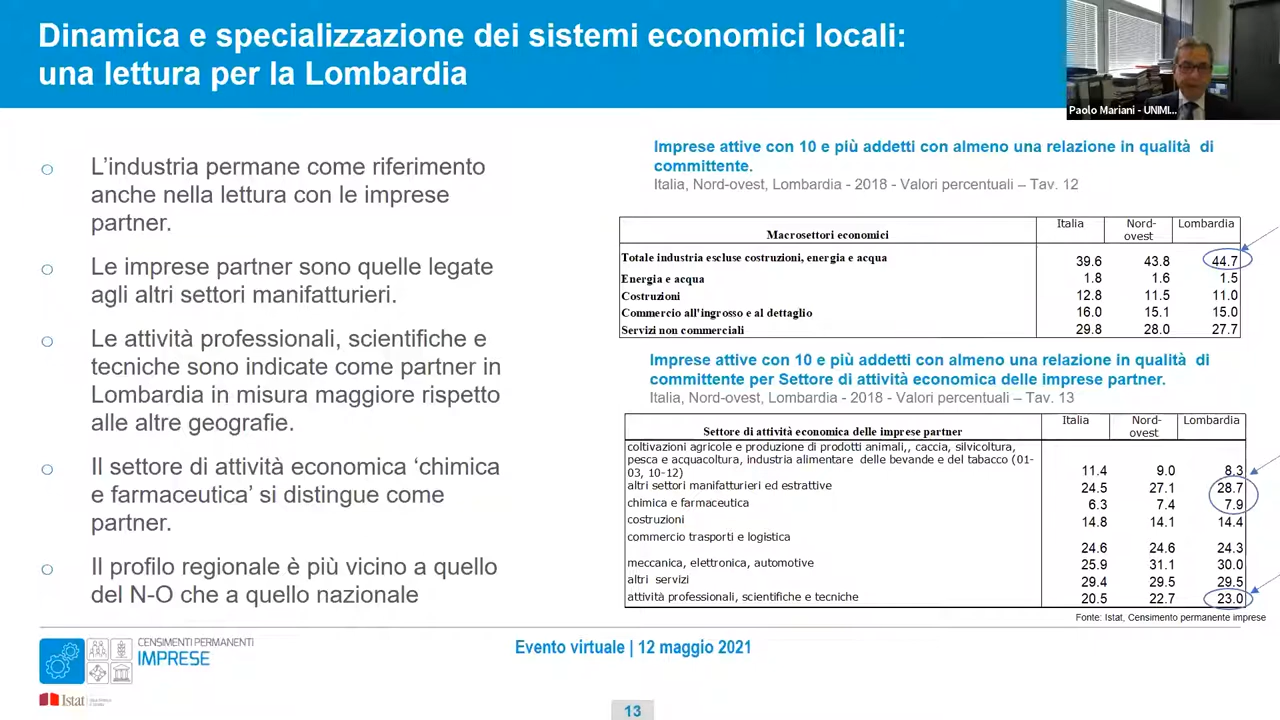 Dinamica e specializzazione dei sistemi economici locali:
una lettura per la Lombardia
Paolo Mariani - UNIMI...
o L'industria permane come riferimento
anche nella lettura con le imprese
partner.
o Le imprese partner sono quelle legate
agli altri settori manifatturieri.
o Le attività professionali, scientifiche e
tecniche sono indicate come partner in
Lombardia in misura maggiore rispetto
alle altre geografie.
o Il settore di attività economica 'chimica
e farmaceutica' si distingue come
partner.
o Il profilo regionale è più vicino a quello
del N-O che a quello nazionale
Imprese attive con 10 e più addetti con almeno una relazione in qualità di
committente.
Italia, Nord-ovest, Lombardia - 2018 - Valori percentuali – Tav. 12
Macrosettori economici Italia Nord-ovest Lombardia
Totale industria escluse costruzioni, energia e acqua 39.6 43.8 44.7
Energia e acqua 1.8 1.6 1.5
Costruzioni 12.8 11.5 11.0
Commercio all'ingrosso e al dettaglio 16.0 15.1 15.0
Servizi non commerciali 29.8 28.0 27.7
Imprese attive con 10 e più addetti con almeno una relazione in qualità di
committente per Settore di attività economica delle imprese partner.
Italia, Nord-ovest, Lombardia - 2018 - Valori percentuali – Tav. 13
Settore di attività economica delle imprese partner Italia Nord-ovest Lombardia
coltivazioni agricole e produzione di prodotti animali,, caccia, silvicoltura,
pesca e acquacoltura, industria alimentare delle bevande e del tabacco (01-
03, 10-12) 11.4 9.0 8.3
altri settori manifatturieri ed estrattive 24.5 27.1 28.7
chimica e farmaceutica 6.3 7.4 7.9
costruzioni 14.8 14.1 14.4
commercio trasporti e logistica 24.6 24.6 24.3
meccanica, elettronica, automotive 25.9 31.1 30.0
altri servizi 29.4 29.5 29.5
attività professionali, scientifiche e tecniche 20.5 22.7 23.0
Fonte: Istat, Censimento permanente imprese
CENSIMENTI PERMANENTI
IMPRESE
Evento virtuale | 12 maggio 2021
Istat
13